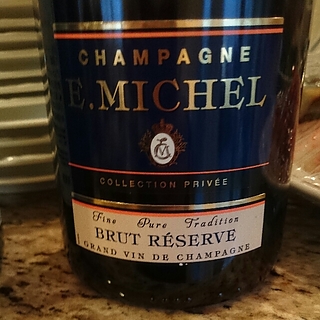 CHAMPAGNE
E.MICHEL
COLLECTION PRIVÉE
Fine Pure Tradition
BRUT RÉSERVE
GRAND VIN DE CHAMPAGNE